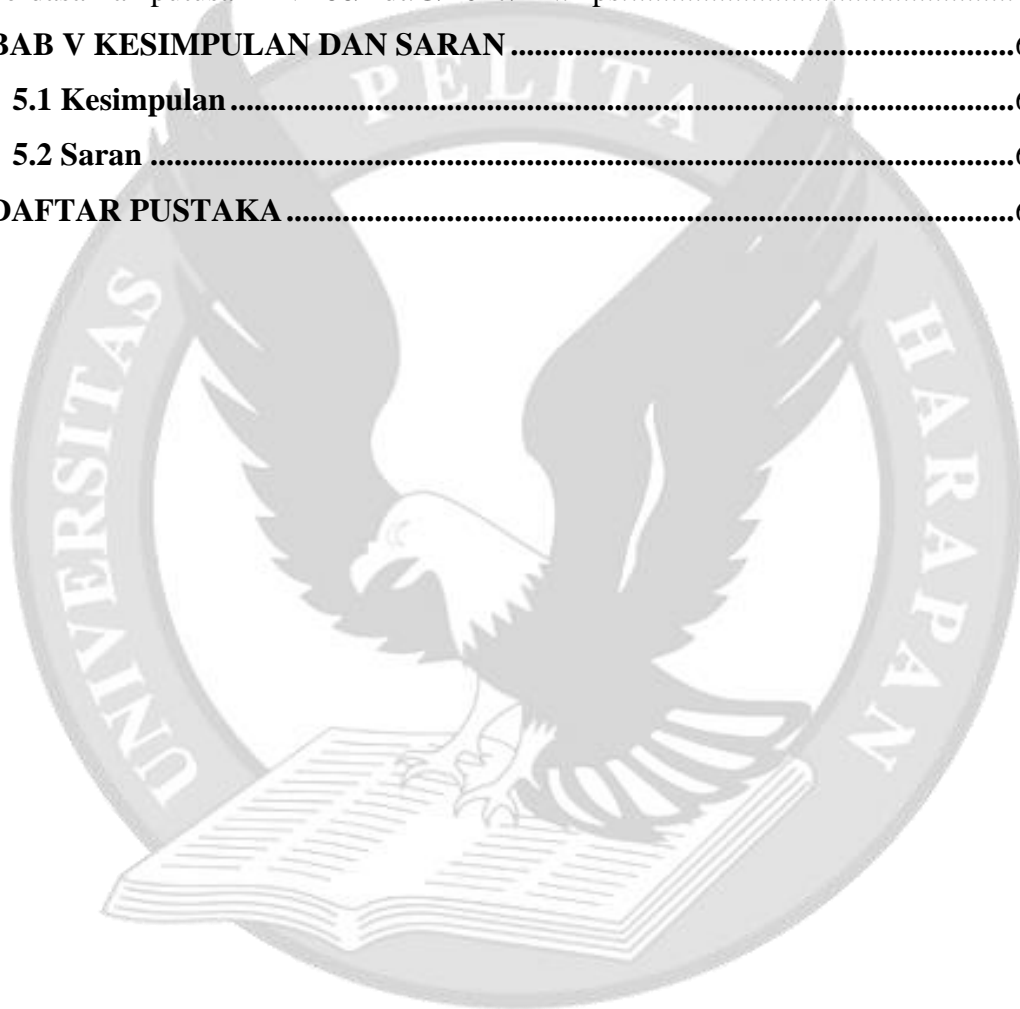 BAB V KESIMPULAN DAN SARAN
5.1 Kesimpulan
5.2 Saran
DAFTAR PUSTAKA
UNIVERSITAS PELITA HARAPAN